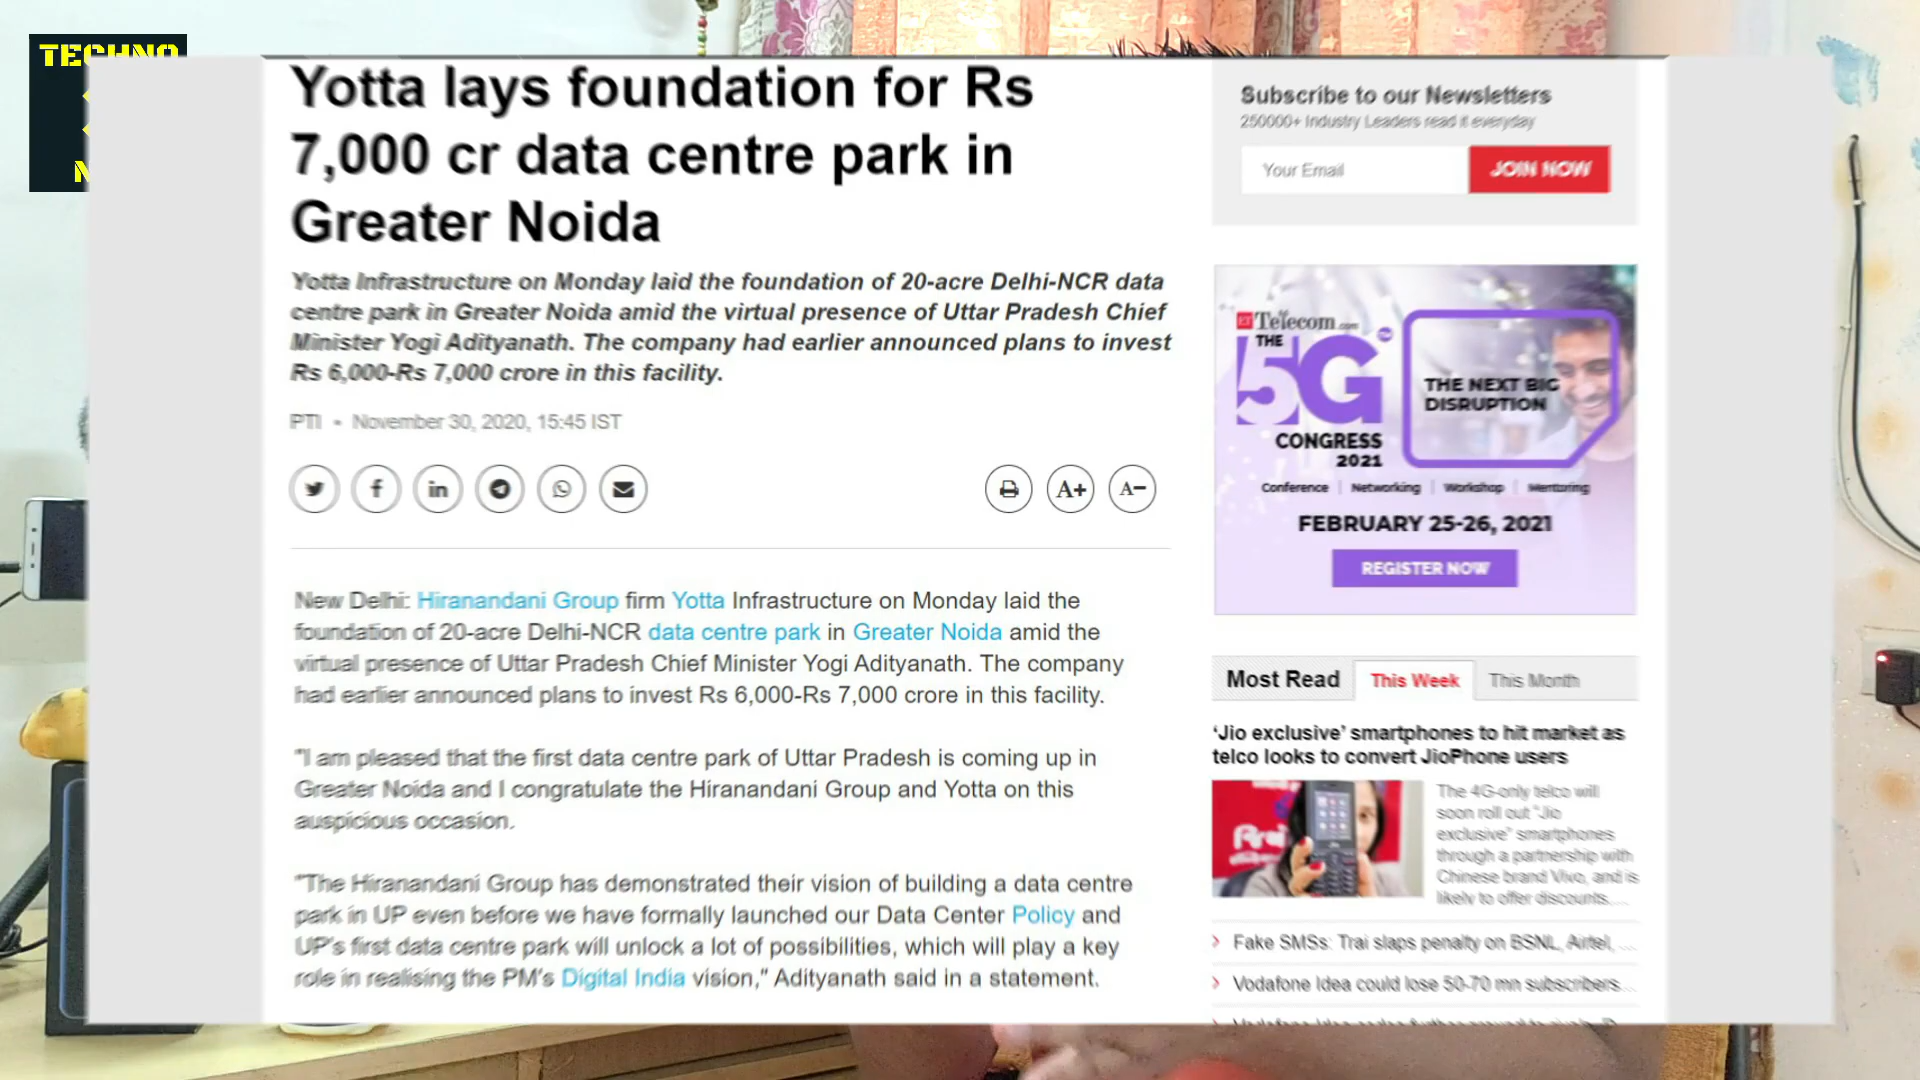 TECHNO
N
Yotta lays foundation for Rs
7,000 cr data centre park in
Greater Noida
Yotta Infrastructure on Monday laid the foundation of 20-acre Delhi-NCR data
centre park in Greater Noida amid the virtual presence of Uttar Pradesh Chief
Minister Yogi Adityanath. The company had earlier announced plans to invest
Rs 6,000-Rs 7,000 crore in this facility.
PTI • November 30, 2020, 15:45 IST
A+
A-
New Delhi: Hiranandani Group firm Yotta Infrastructure on Monday laid the
foundation of 20-acre Delhi-NCR data centre park in Greater Noida amid the
virtual presence of Uttar Pradesh Chief Minister Yogi Adityanath. The company
had earlier announced plans to invest Rs 6,000-Rs 7,000 crore in this facility.
"I am pleased that the first data centre park of Uttar Pradesh is coming up in
Greater Noida and I congratulate the Hiranandani Group and Yotta on this
auspicious occasion.
"The Hiranandani Group has demonstrated their vision of building a data centre
park in UP even before we have formally launched our Data Center Policy and
UP's first data centre park will unlock a lot of possibilities, which will play a key
role in realising the PM's Digital India vision," Adityanath said in a statement.
Subscribe to our Newsletters
250000+ Industry Leaders read it everyday
Your Email
JOIN NOW
ET Telecom.com
THE
5G
CONGRESS
2021
THE NEXT BIG
DISRUPTION
Conference | Networking | Workshop | Mentoring
FEBRUARY 25-26, 2021
REGISTER NOW
Most Read This Week This Month
'Jio exclusive' smartphones to hit market as
telco looks to convert JioPhone users
The 4G-only telco will
soon roll out "Jio
exclusive" smartphones
through a partnership with
Chinese brand Vivo, and is
likely to offer discounts....
Fake SMSs: Trai slaps penalty on BSNL, Airtel, ...
Vodafone Idea could lose 50-70 mn subscribers...